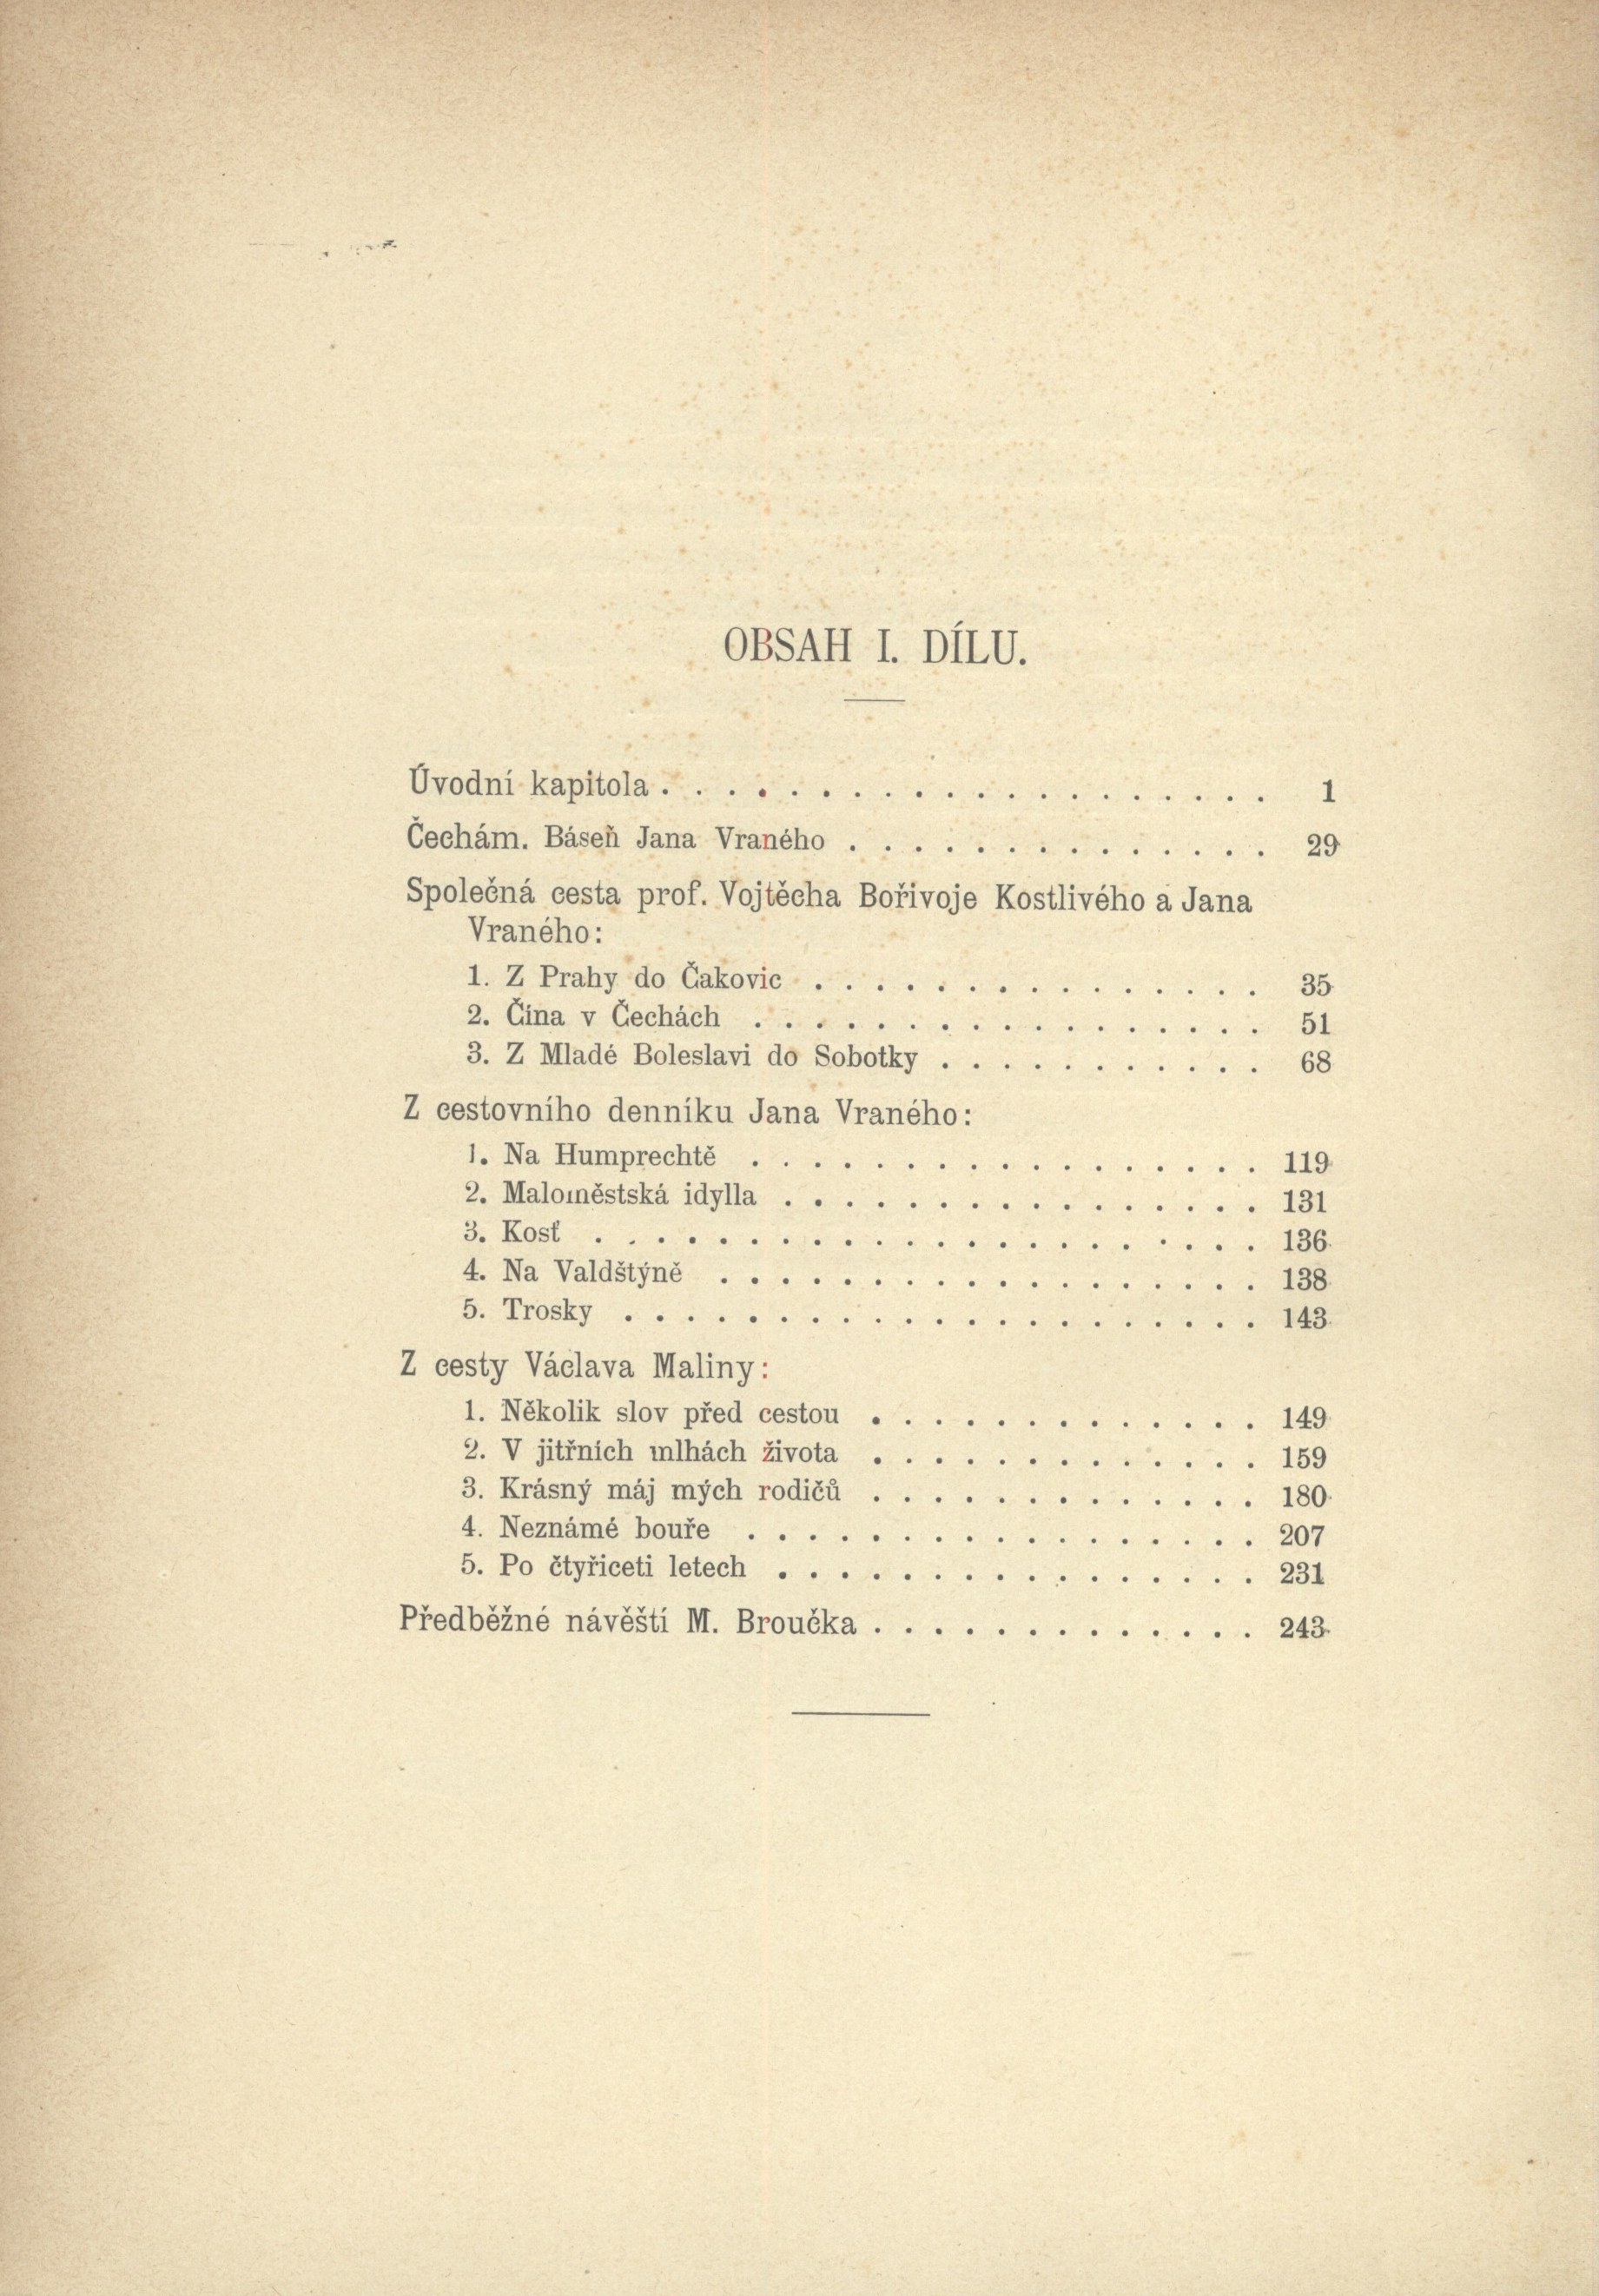 OBSAH I. DÍLU.
Úvodní kapitola . . . . . . . . . . . . . . . . . . . . 1
Čechám. Báseň Jana Vraného . . . . . . . . . . . . . . 29
Společná cesta prof. Vojtěcha Bořivoje Kostlivého a Jana
Vraného:
1. Z Prahy do Čakovic . . . . . . . . . . . . . . . 35
2. Čína v Čechách . . . . . . . . . . . . . . . . . 51
3. Z Mladé Boleslavi do Sobotky . . . . . . . . . . . 68
Z cestovního denníku Jana Vraného:
1. Na Humprechtě . . . . . . . . . . . . . . . . . 119
2. Maloměstská idylla . . . . . . . . . . . . . . . . 131
3. Kosť . . . . . . . . . . . . . . . . . . . . . . 136
4. Na Valdštýně . . . . . . . . . . . . . . . . . . 138
5. Trosky . . . . . . . . . . . . . . . . . . . . . 143
Z cesty Václava Maliny:
1. Několik slov před cestou . . . . . . . . . . . . . 149
2. V jitřních mlhách života . . . . . . . . . . . . . 159
3. Krásný máj mých rodičů . . . . . . . . . . . . . 180
4. Neznámé bouře . . . . . . . . . . . . . . . . . 207
5. Po čtyřiceti letech . . . . . . . . . . . . . . . . 231
Předběžné návěští M. Broučka . . . . . . . . . . . . . 243